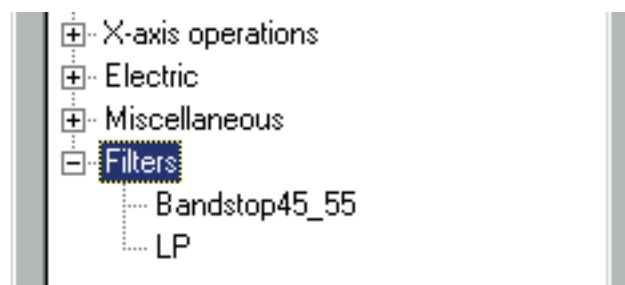 X-axis operations
Electric
Miscellaneous
Filters
Bandstop45_55
LP